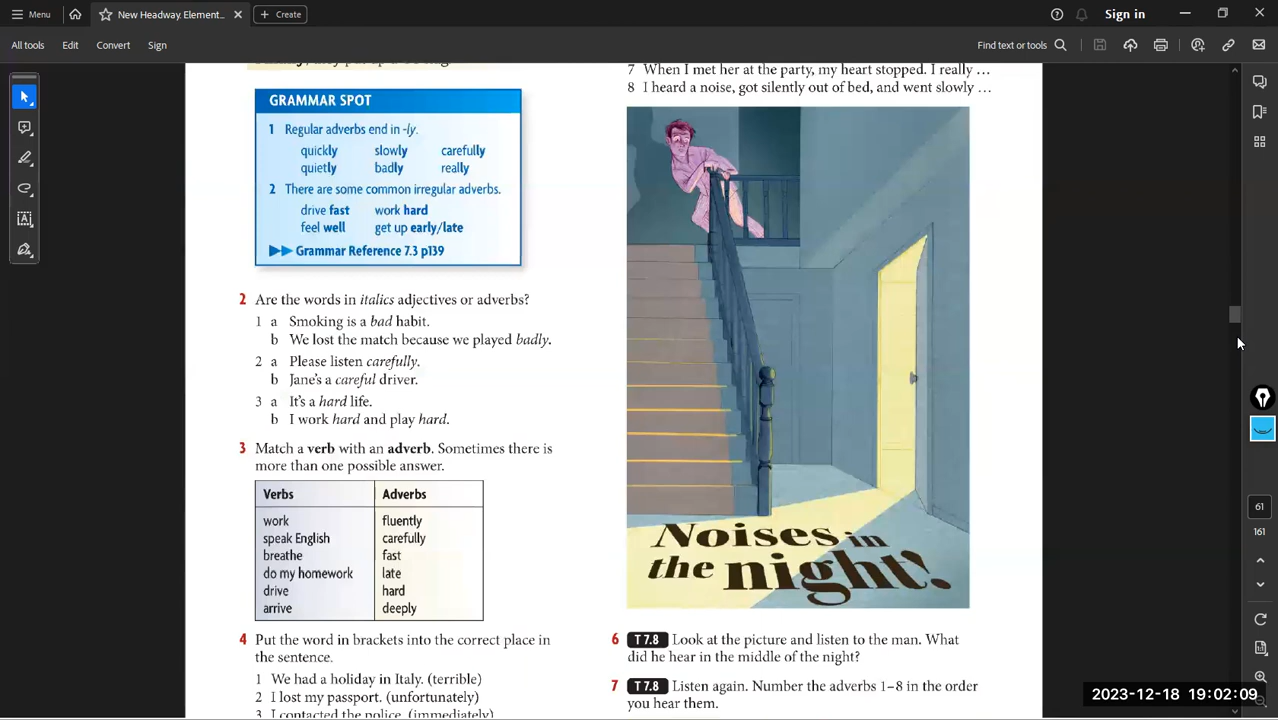 Menu
New Headway. Element...
Create
Sign in
All tools
Edit
Convert
Sign
Find text or tools
GRAMMAR SPOT
1 Regular adverbs end in -ly.
quickly slowly carefully
quietly badly really
2 There are some common irregular adverbs.
drive fast work hard
feel well get up early/late
▶▶ Grammar Reference 7.3 p139
2 Are the words in italics adjectives or adverbs?
1 a Smoking is a bad habit.
b We lost the match because we played badly.
2 a Please listen carefully.
b Jane's a careful driver.
3 a It's a hard life.
b I work hard and play hard.
3 Match a verb with an adverb. Sometimes there is
more than one possible answer.
Verbs Adverbs
work fluently
speak English carefully
breathe fast
do my homework late
drive hard
arrive deeply
4 Put the word in brackets into the correct place in
the sentence.
1 We had a holiday in Italy. (terrible)
2 I lost my passport. (unfortunately)
3 I contacted the police. (immediately)
7 When I met her at the party, my heart stopped. I really …
8 I heard a noise, got silently out of bed, and went slowly …
Noises in
the night!
6 T 7.8 Look at the picture and listen to the man. What
did he hear in the middle of the night?
7 T 7.8 Listen again. Number the adverbs 1–8 in the order
you hear them.
61
161
2023-12-18 19:02:09